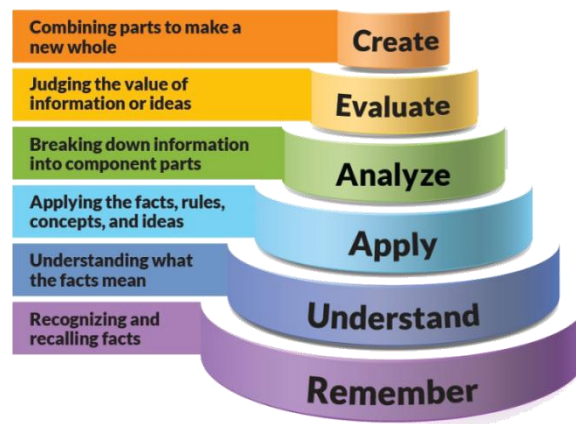 Combining parts to make a
new whole
Create
Judging the value of
information or ideas
Evaluate
Breaking down information
into component parts
Analyze
Applying the facts, rules,
concepts, and ideas
Apply
Understanding what
the facts mean
Understand
Recognizing and
recalling facts
Remember